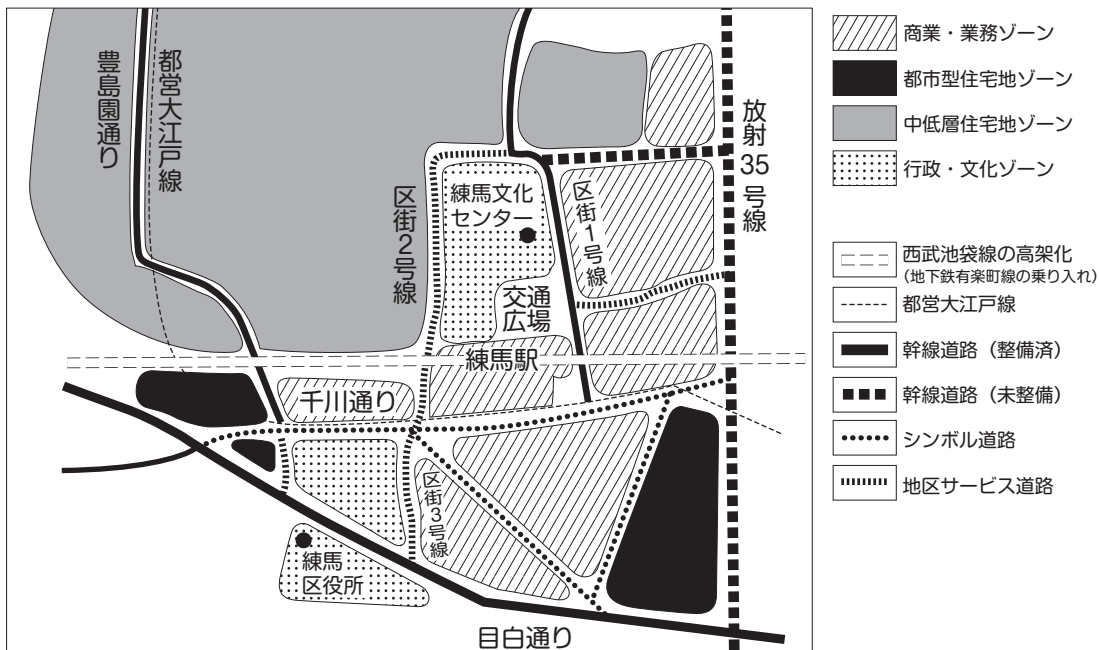 豊島園通り
都営大江戸線
区街2号線
練馬文化
センター
区街1号線
放射35号線
交通
広場
練馬駅
千川通り
区街3号線
練馬
区役所
目白通り
商業・業務ゾーン
都市型住宅地ゾーン
中低層住宅地ゾーン
行政・文化ゾーン
西武池袋線の高架化
(地下鉄有楽町線の乗り入れ)
都営大江戸線
幹線道路（整備済）
幹線道路（未整備）
シンボル道路
地区サービス道路